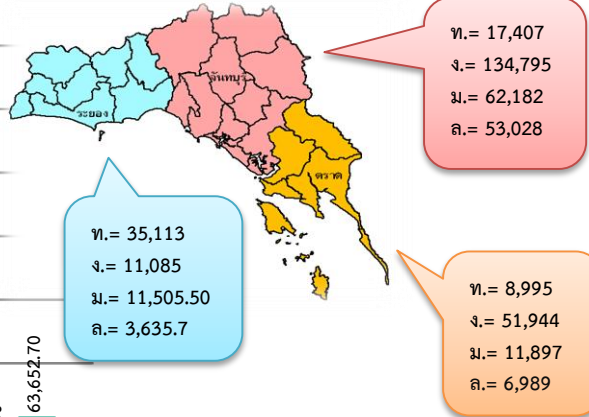 ท.= 17,407
ง.= 134,795
ม.= 62,182
ล.= 53,028
จันทบุรี
ระยอง
ตราด
ท.= 35,113
ง.= 11,085
ม.= 11,505.50
ล.= 3,635.7
ท.= 8,995
ง.= 51,944
ม.= 11,897
ล.= 6,989
63,652.70